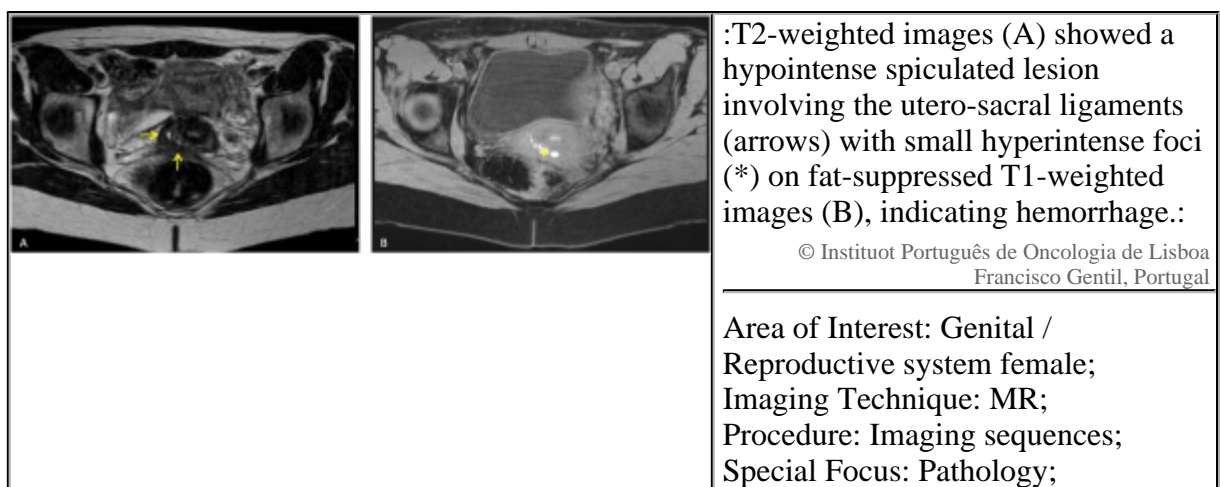 A
B
:T2-weighted images (A) showed a
hypointense spiculated lesion
involving the utero-sacral ligaments
(arrows) with small hyperintense foci
(*) on fat-suppressed T1-weighted
images (B), indicating hemorrhage.:
© Instituot Português de Oncologia de Lisboa
Francisco Gentil, Portugal
Area of Interest: Genital /
Reproductive system female;
Imaging Technique: MR;
Procedure: Imaging sequences;
Special Focus: Pathology;